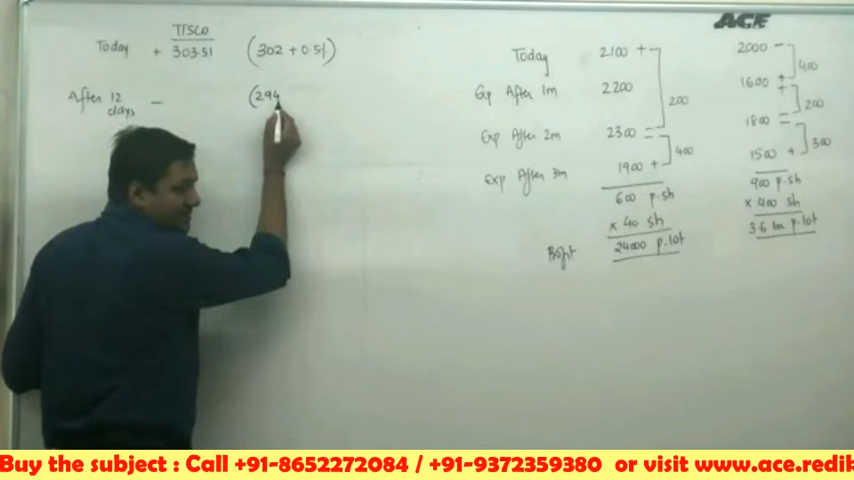 ACE
TISCO
Today + 303.51 (302 + 0.5%)
After 12 days - (294
Today 2100 + 2000 -
400
Exp After 1m 2200 1600 +
200 200
Exp After 2m 2300 = 1800 =
400 300
Exp After 3m 1900 + 1500 +
600 p.sh 900 p.sh
x 40 sh x 400 sh
Profit 24000 p.lot 3.6 p.lot
Buy the subject : Call +91-8652272084 / +91-9372359380 or visit www.ace.redik